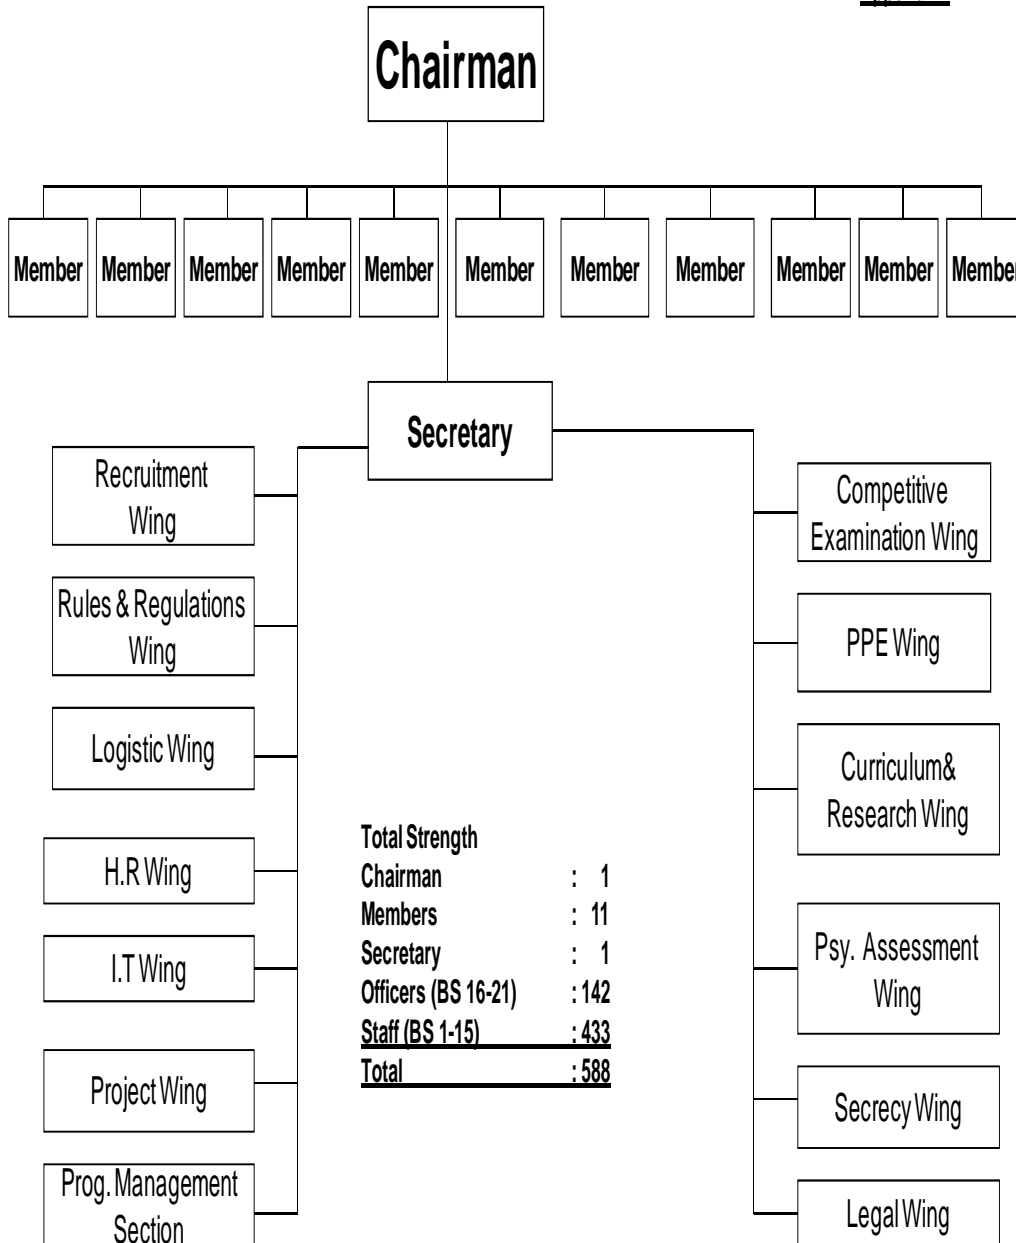 Chairman
Member Member Member Member Member Member Member Member Member Member Member
Secretary
Recruitment
Wing
Rules & Regulations
Wing
Logistic Wing
H.R Wing
I.T Wing
Project Wing
Prog. Management
Section
Total Strength
Chairman : 1
Members : 11
Secretary : 1
Officers (BS 16-21) : 142
Staff (BS 1-15) : 433
Total : 588
Competitive
Examination Wing
PPE Wing
Curriculum&
Research Wing
Psy. Assessment
Wing
Secrecy Wing
Legal Wing